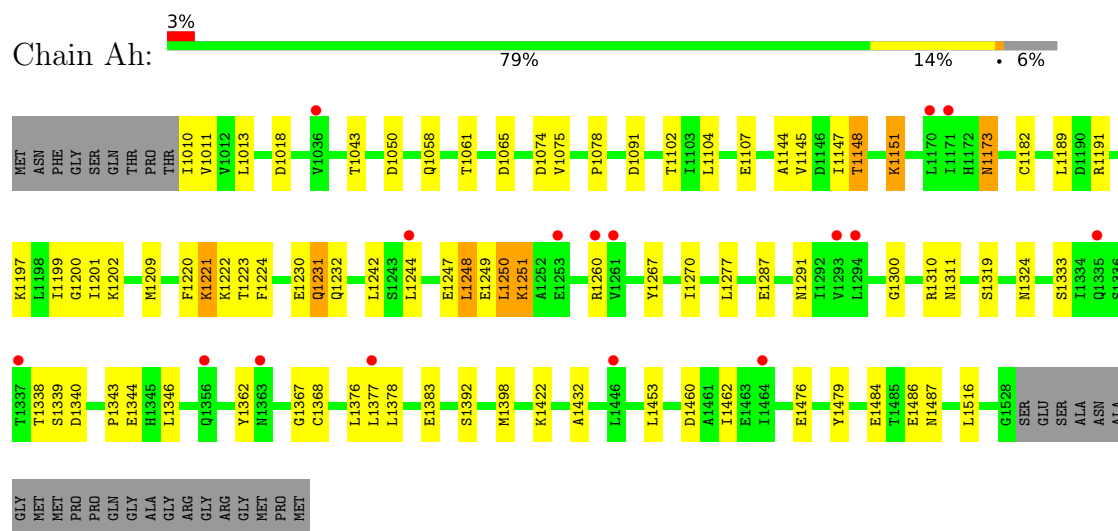 3%
Chain Ah:
79% 14% • 6%
MET ASN PHE GLY SER GLN THR PRO THR I1010 V1011 V1012 L1013 D1018 V1036 T1043 D1050 Q1058 T1061 D1065 D1074 V1075 P1078 D1091 T1102 I1103 L1104 E1107 A1144 V1145 D1146 I1147 T1148 K1151 L1170 I1171 H1172 N1173 C1182 L1189 D1190 R1191
K1197 L1198 I1199 G1200 I1201 K1202 M1209 F1220 K1221 K1222 T1223 F1224 E1230 Q1231 Q1232 L1242 S1243 L1244 E1247 L1248 E1249 L1250 K1251 A1252 E1253 R1260 V1261 Y1267 I1270 L1277 E1287 N1291 I1292 V1293 L1294 G1300 R1310 N1311 S1319 N1324 S1333 I1334 Q1335 S1336
T1337 T1338 S1339 D1340 P1343 E1344 H1345 L1346 Q1356 Y1362 N1363 G1367 C1368 L1376 L1377 L1378 E1383 S1392 M1398 K1422 A1432 L1446 L1453 D1460 A1461 I1462 E1463 I1464 E1476 Y1479 E1484 T1485 E1486 N1487 L1516 G1528 SER GLU SER ALA ASN ALA
GLY MET MET PRO PRO GLN GLY ALA GLY ARG GLY ARG GLY MET PRO MET